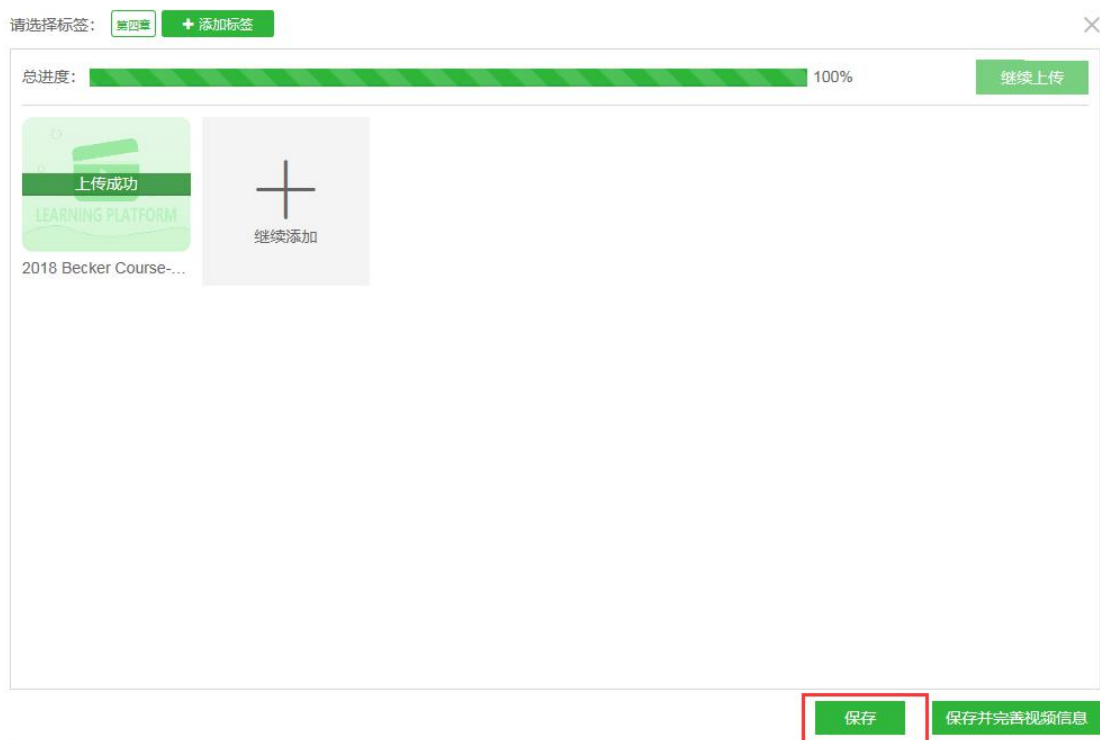 请选择标签： 第四章 + 添加标签
总进度： 100% 继续上传
上传成功
LEARNING PLATFORM
继续添加
2018 Becker Course-...
保存 保存并完善视频信息